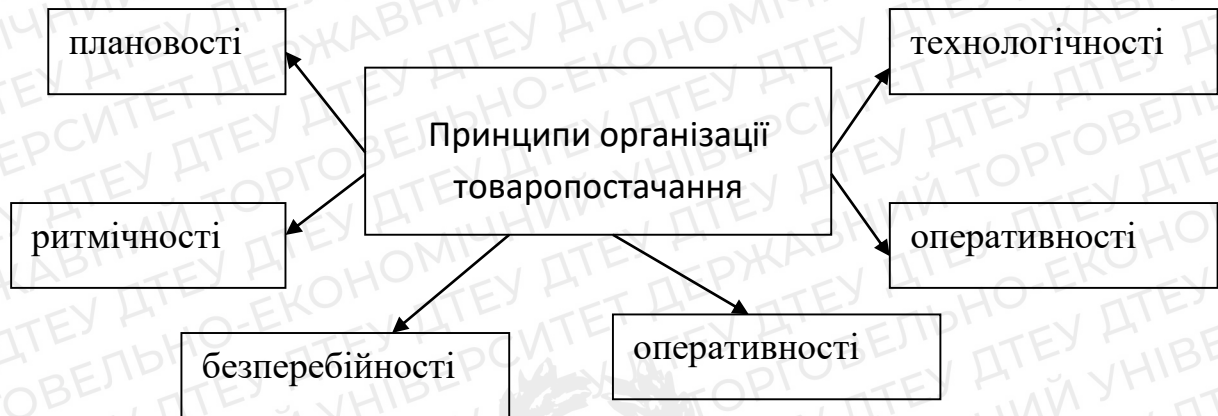 плановості
технологічності
Принципи організації
товаропостачання
ритмічності
оперативності
безперебійності
оперативності